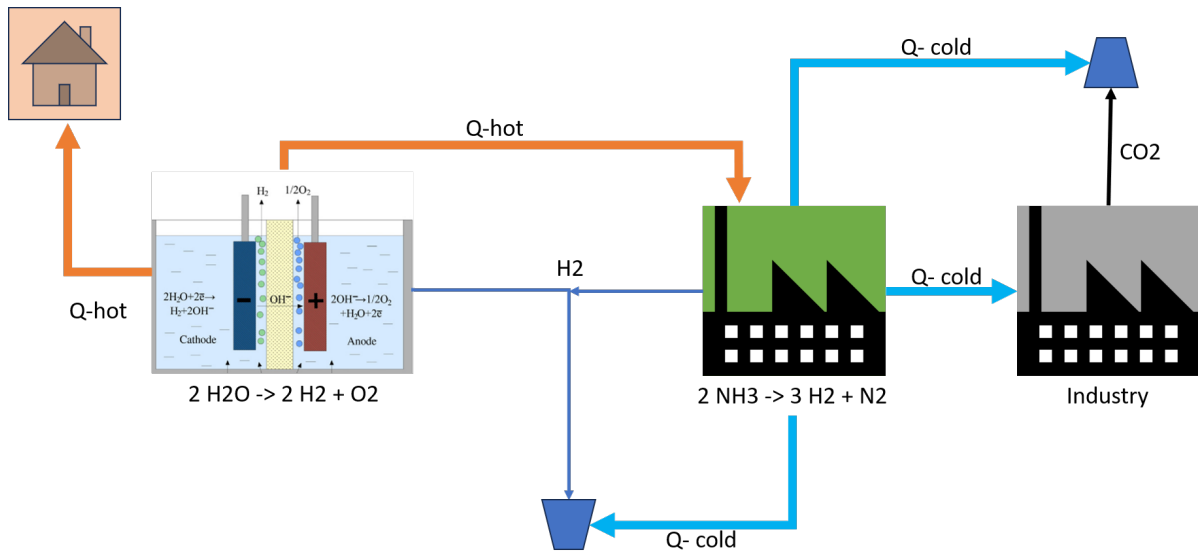 Q- cold
Q-hot
CO2
H₂
1/2O₂
H2
Q- cold
Q-hot
2H₂O+2e̅→
H₂+2OH⁻
Cathode
−
OH⁻
+
2OH⁻→1/2O₂
+H₂O+2e̅
Anode
2 H2O -> 2 H2 + O2
2 NH3 -> 3 H2 + N2
Industry
Q- cold